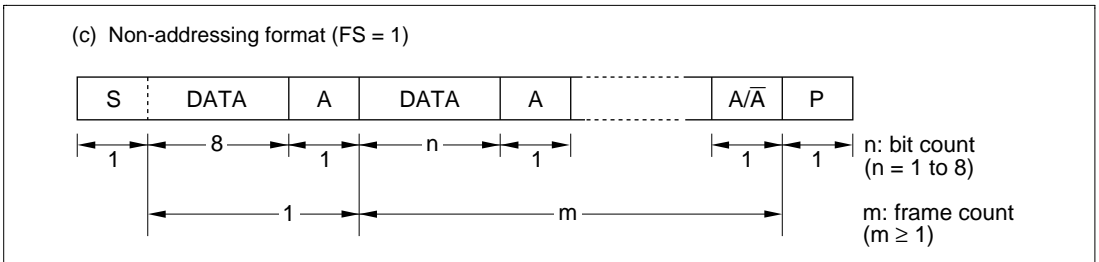 (c) Non-addressing format (FS = 1)
S DATA A DATA A A/A̅ P
1 8 1 n 1 1 1
n: bit count
(n = 1 to 8)
1 m
m: frame count
(m ≥ 1)